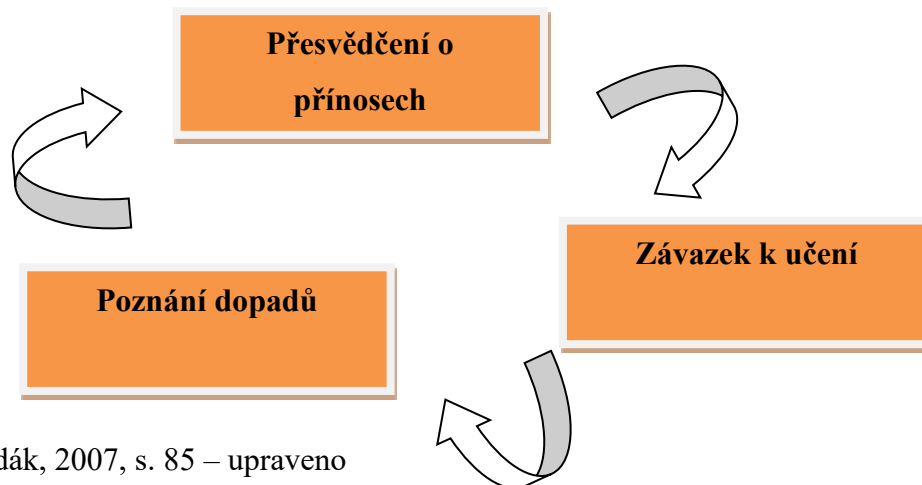 Přesvědčení o
přínosech
Závazek k učení
Poznání dopadů
dák, 2007, s. 85 – upraveno